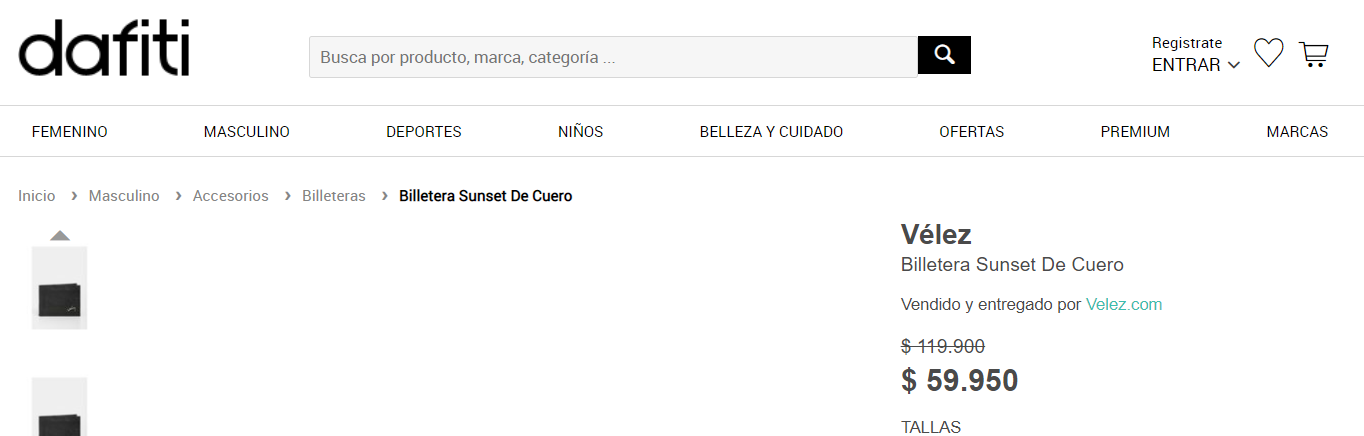 dafiti
Busca por producto, marca, categoría ...
Registrate
ENTRAR
FEMENINO MASCULINO DEPORTES NIÑOS BELLEZA Y CUIDADO OFERTAS PREMIUM MARCAS
Inicio › Masculino › Accesorios › Billeteras › Billetera Sunset De Cuero
Vélez
Billetera Sunset De Cuero
Vendido y entregado por Velez.com
$ 119.900
$ 59.950
TALLAS